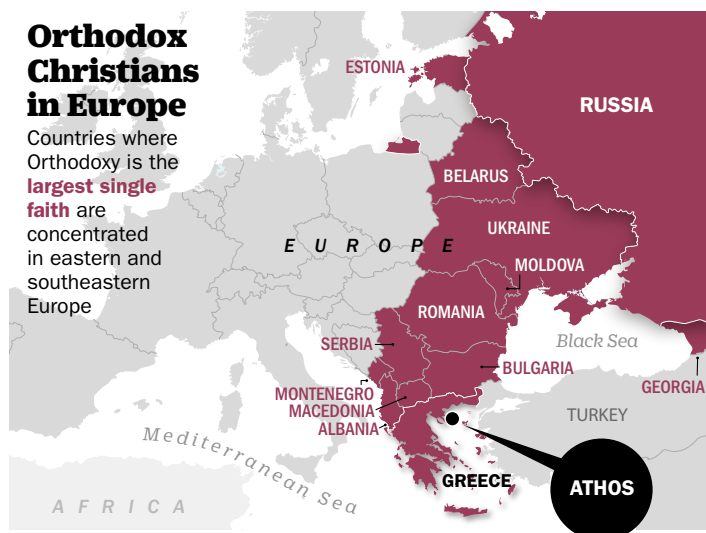 Orthodox
Christians
in Europe
Countries where
Orthodoxy is the
largest single
faith are
concentrated
in eastern and
southeastern
Europe
ESTONIA
RUSSIA
BELARUS
UKRAINE
EUROPE
MOLDOVA
ROMANIA
SERBIA
Black Sea
BULGARIA
GEORGIA
MONTENEGRO
MACEDONIA
ALBANIA
TURKEY
Mediterranean Sea
GREECE
ATHOS
AFRICA